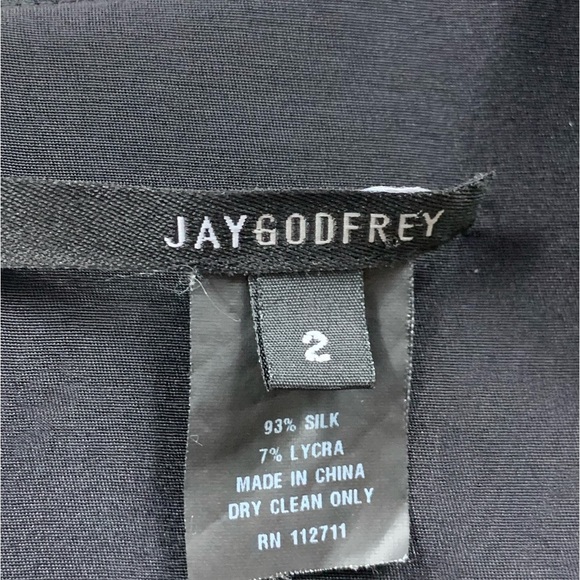 JAYGODFREY
2
93% SILK
7% LYCRA
MADE IN CHINA
DRY CLEAN ONLY
RN 112711